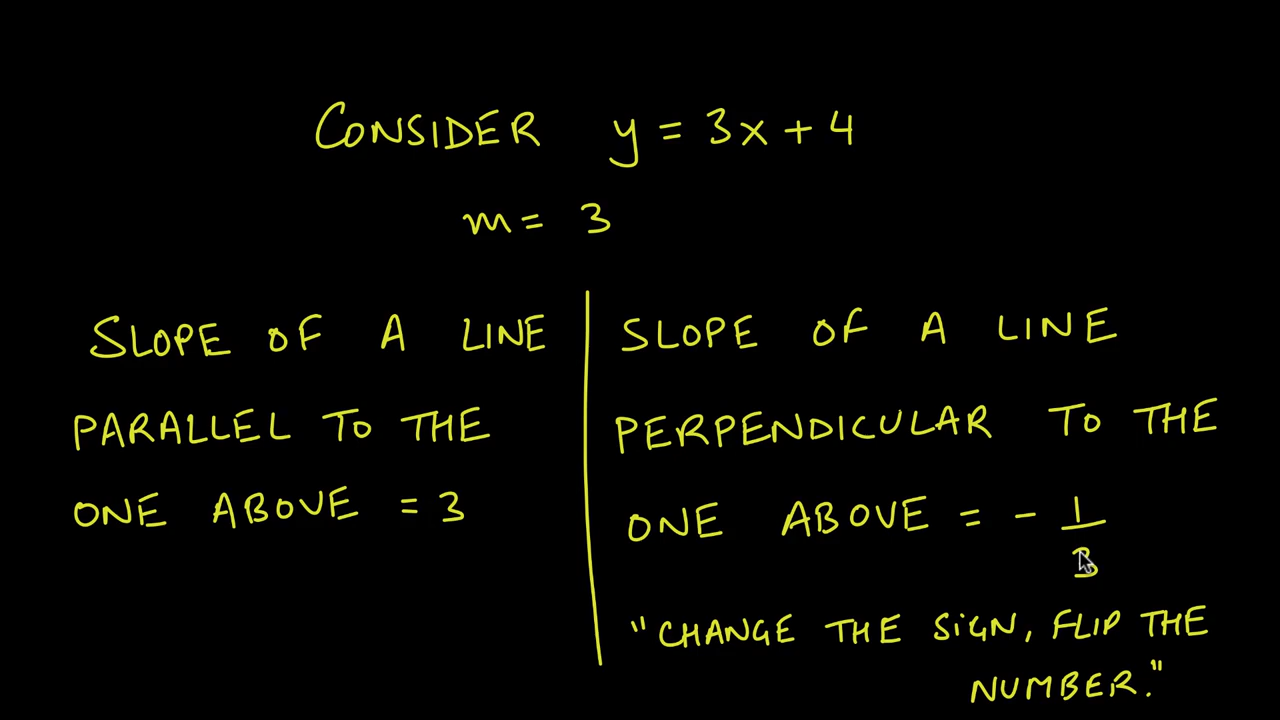 CONSIDER y = 3x + 4
m = 3
SLOPE OF A LINE
PARALLEL TO THE
ONE ABOVE = 3
SLOPE OF A LINE
PERPENDICULAR TO THE
ONE ABOVE = - 1/3
"CHANGE THE SIGN, FLIP THE
NUMBER."